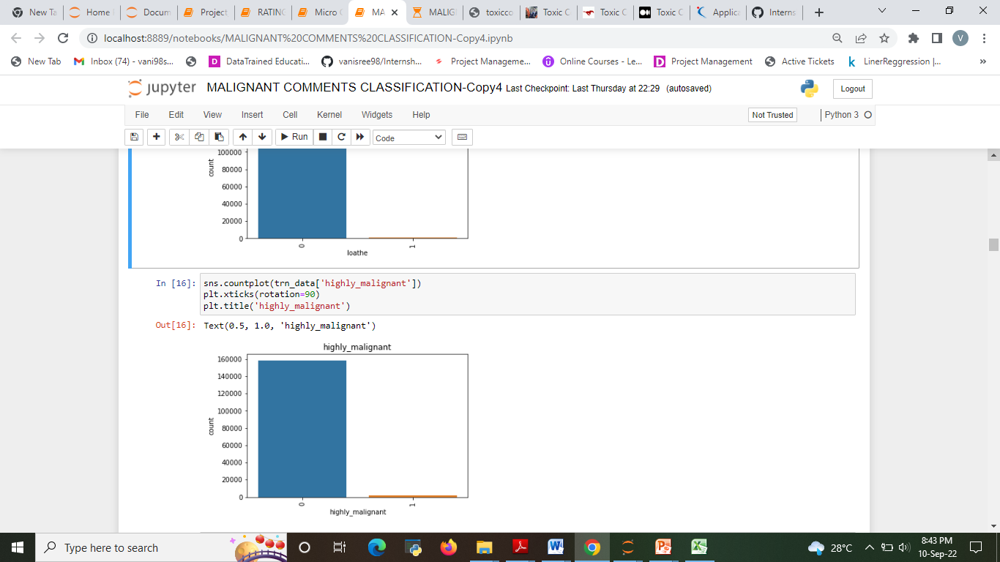 New Ta
Home
Docum
Project
RATING
Micro
MA
MALIG
toxicco
Toxic C
Toxic C
Toxic C
Applica
Interns
localhost:8889/notebooks/MALIGNANT%20COMMENTS%20CLASSIFICATION-Copy4.ipynb
V
New Tab
Inbox (74) - vani98s...
D
DataTrained Educati...
vanisree98/Internsh...
Project Manageme...
Online Courses - Le...
D
Project Management
Active Tickets
k
LinerReggression |...
»
jupyter
MALIGNANT COMMENTS CLASSIFICATION-Copy4
Last Checkpoint: Last Thursday at 22:29 (autosaved)
Logout
File
Edit
View
Insert
Cell
Kernel
Widgets
Help
Not Trusted
Python 3
Run
Code
100000
80000
60000
40000
20000
0
count
0
1
loathe
In [16]:
sns.countplot(trn_data['highly_malignant'])
plt.xticks(rotation=90)
plt.title('highly_malignant')
Out[16]:
Text(0.5, 1.0, 'highly_malignant')
highly_malignant
160000
140000
120000
100000
80000
60000
40000
20000
0
count
0
1
highly_malignant
Type here to search
28°C
8:43 PM
10-Sep-22